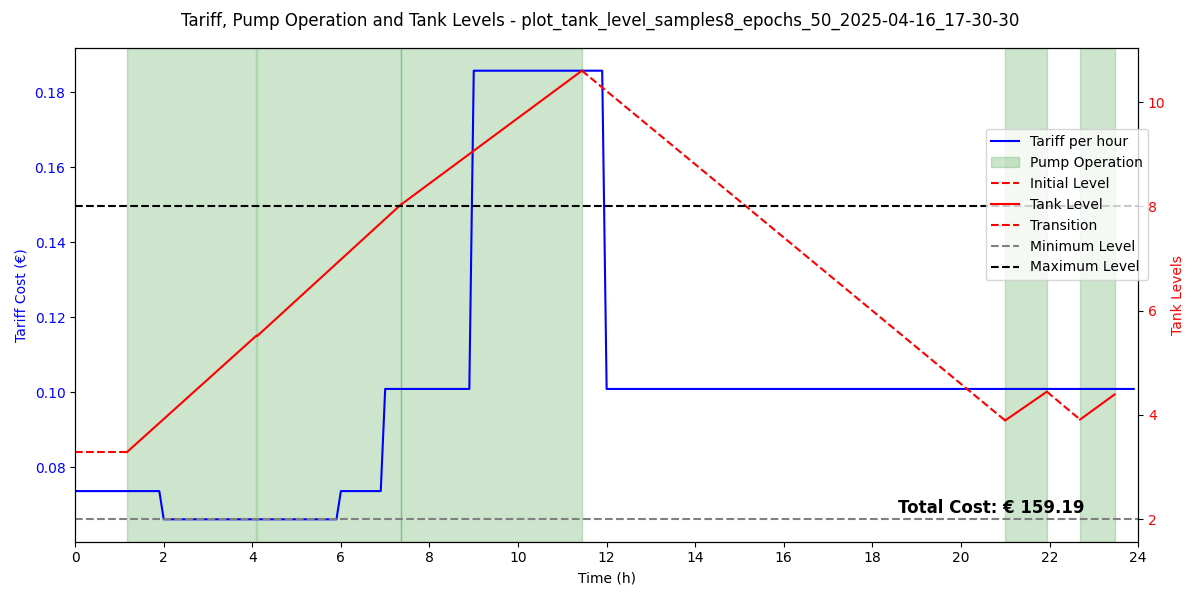 Tariff, Pump Operation and Tank Levels - plot_tank_level_samples8_epochs_50_2025-04-16_17-30-30
0.18
0.16
0.14
0.12
0.10
0.08
Tariff Cost (€)
10
8
6
4
2
Tank Levels
Tariff per hour
Pump Operation
Initial Level
Tank Level
Transition
Minimum Level
Maximum Level
Total Cost: € 159.19
0 2 4 6 8 10 12 14 16 18 20 22 24
Time (h)